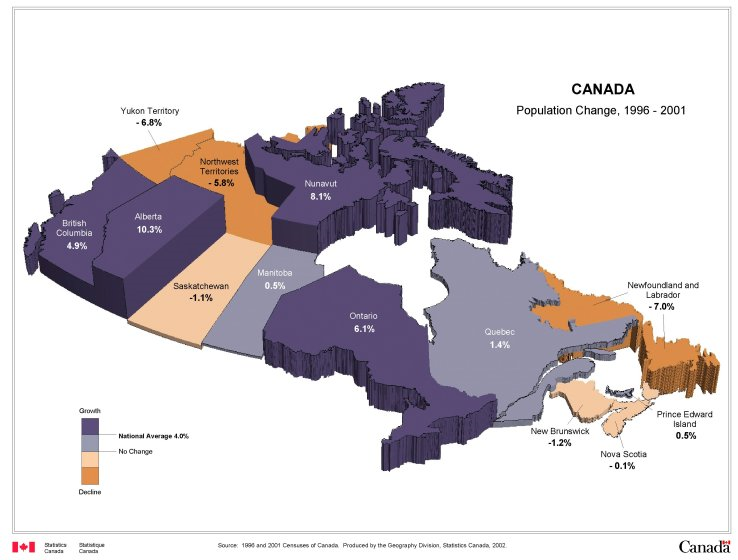 CANADA
Population Change, 1996 - 2001
Yukon Territory
- 6.8%
Northwest
Territories
- 5.8%
Nunavut
8.1%
British
Columbia
4.9%
Alberta
10.3%
Saskatchewan
-1.1%
Manitoba
0.5%
Ontario
6.1%
Quebec
1.4%
Newfoundland and
Labrador
- 7.0%
Prince Edward
Island
0.5%
New Brunswick
-1.2%
Nova Scotia
- 0.1%
Growth
National Average 4.0%
No Change
Decline
Statistics
Canada
Statistique
Canada
Source: 1996 and 2001 Censuses of Canada. Produced by the Geography Division, Statistics Canada, 2002.
Canada